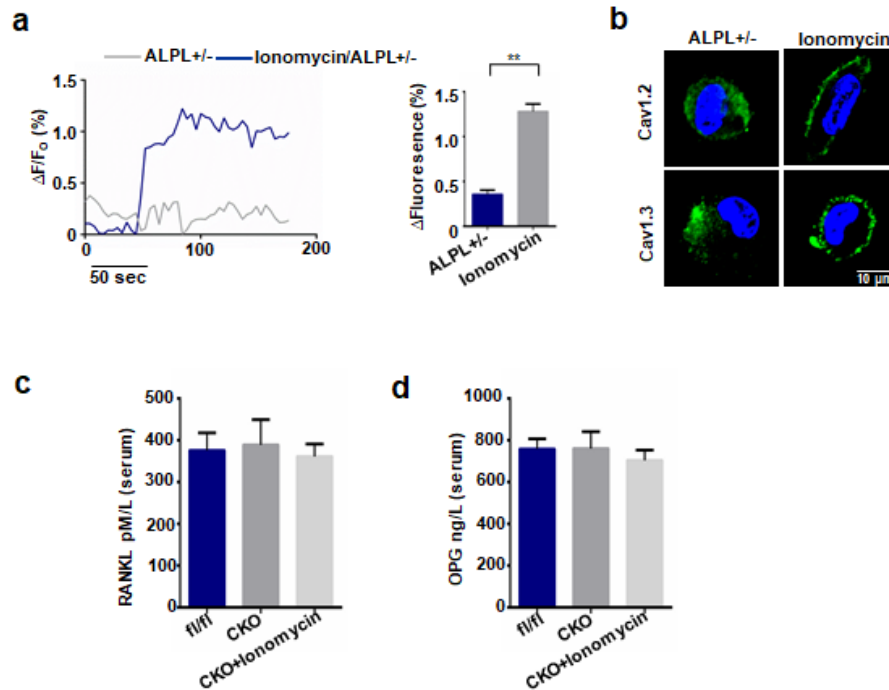 a
ALPL+/- Ionomycin/ALPL+/-
ΔF/FO (%)
1.5
1.0
0.5
0
0 100 200
50 sec
**
ΔFluoresence (%)
1.5
1.0
0.5
0
ALPL+/-
Ionomycin
b
ALPL+/- Ionomycin
Cav1.2
Cav1.3
10 μm
c
RANKL pM/L (serum)
500
400
300
200
100
0
fl/fl
CKO
CKO+Ionomycin
d
OPG ng/L (serum)
1000
800
600
400
200
0
fl/fl
CKO
CKO+Ionomycin